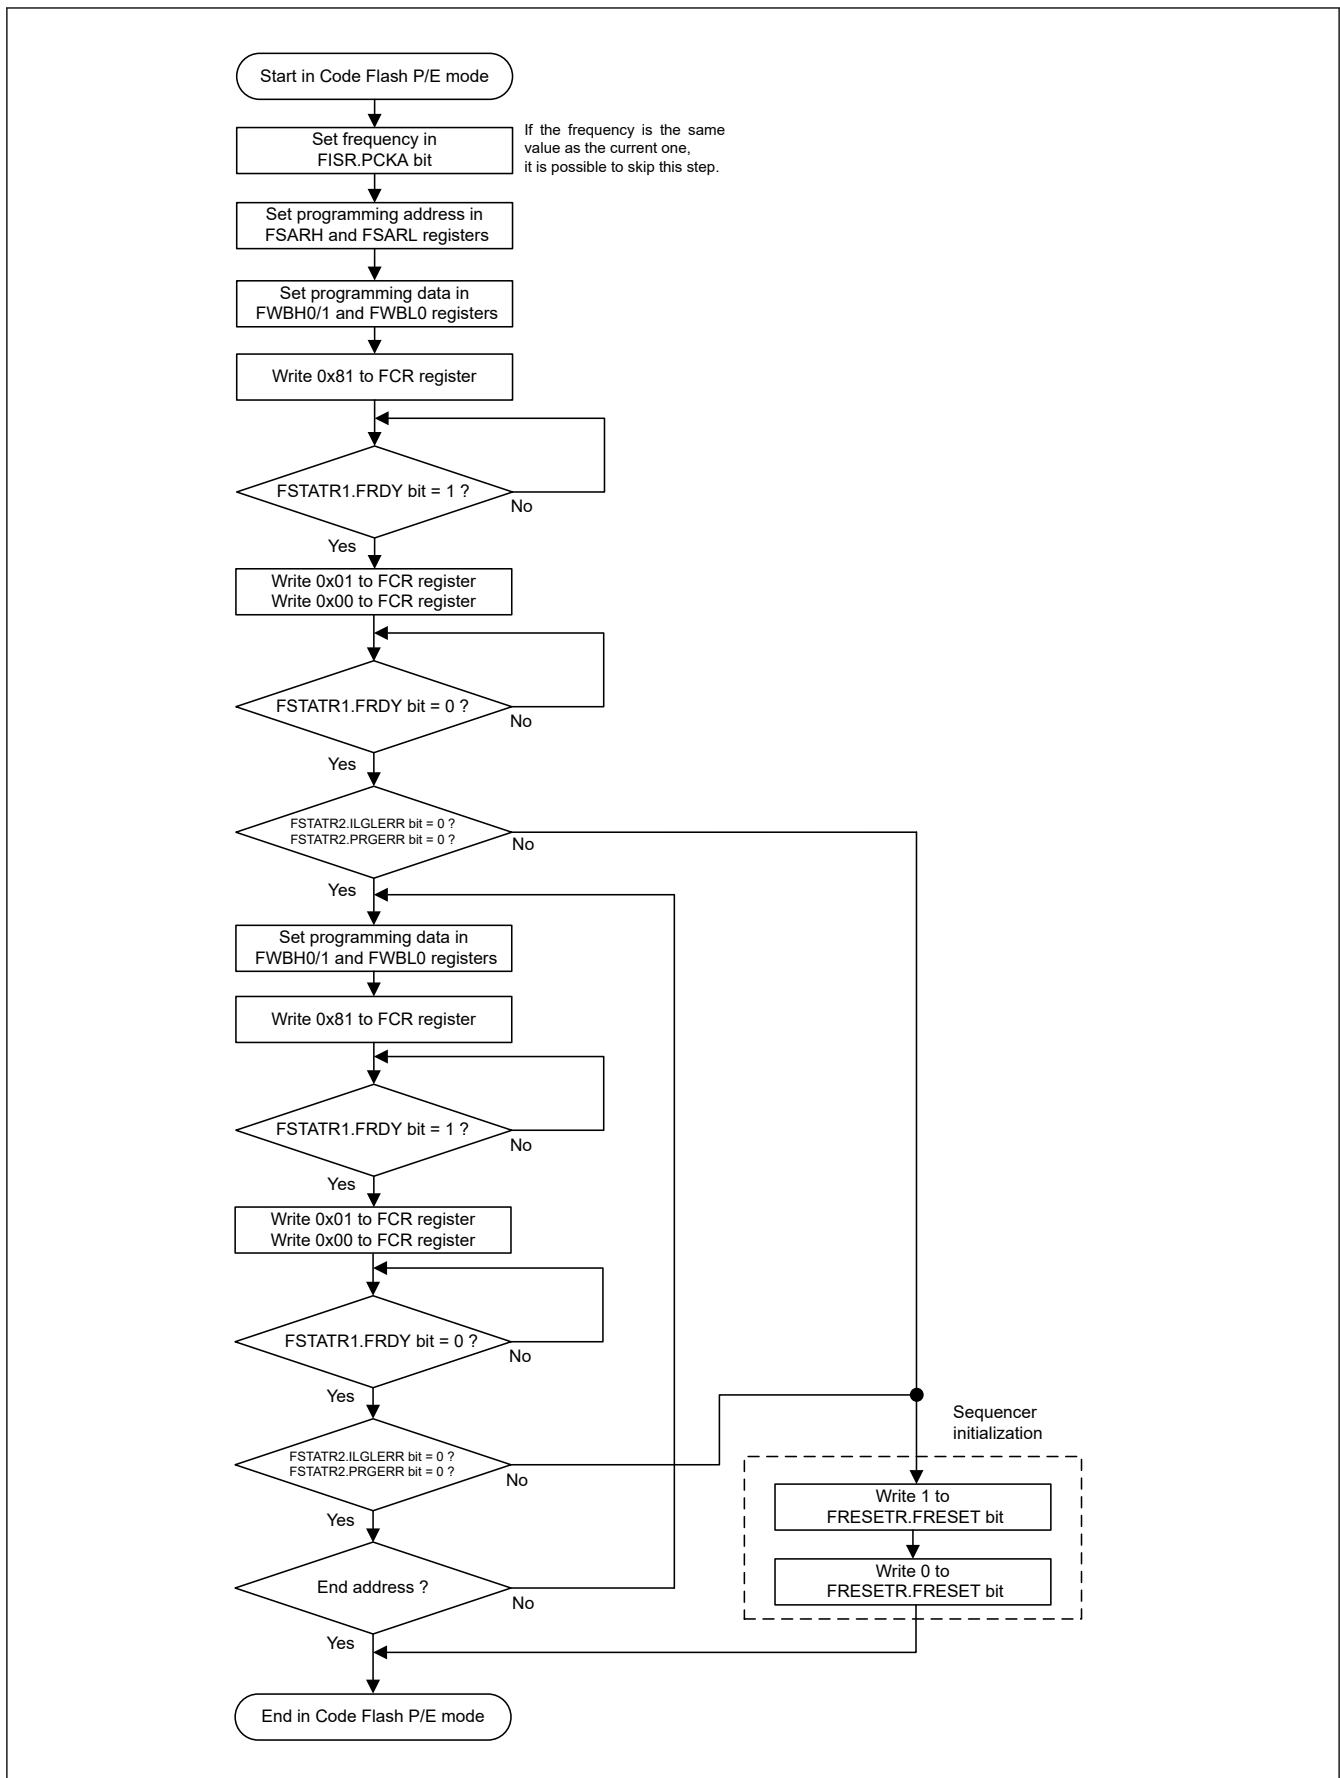 Start in Code Flash P/E mode
Set frequency in
FISR.PCKA bit
If the frequency is the same
value as the current one,
it is possible to skip this step.
Set programming address in
FSARH and FSARL registers
Set programming data in
FWBH0/1 and FWBL0 registers
Write 0x81 to FCR register
FSTATR1.FRDY bit = 1 ?
No
Yes
Write 0x01 to FCR register
Write 0x00 to FCR register
FSTATR1.FRDY bit = 0 ?
No
Yes
FSTATR2.ILGLERR bit = 0 ?
FSTATR2.PRGERR bit = 0 ?
No
Yes
Set programming data in
FWBH0/1 and FWBL0 registers
Write 0x81 to FCR register
FSTATR1.FRDY bit = 1 ?
No
Yes
Write 0x01 to FCR register
Write 0x00 to FCR register
FSTATR1.FRDY bit = 0 ?
No
Yes
FSTATR2.ILGLERR bit = 0 ?
FSTATR2.PRGERR bit = 0 ?
No
Yes
End address ?
No
Yes
Sequencer
initialization
Write 1 to
FRESETR.FRESET bit
Write 0 to
FRESETR.FRESET bit
End in Code Flash P/E mode